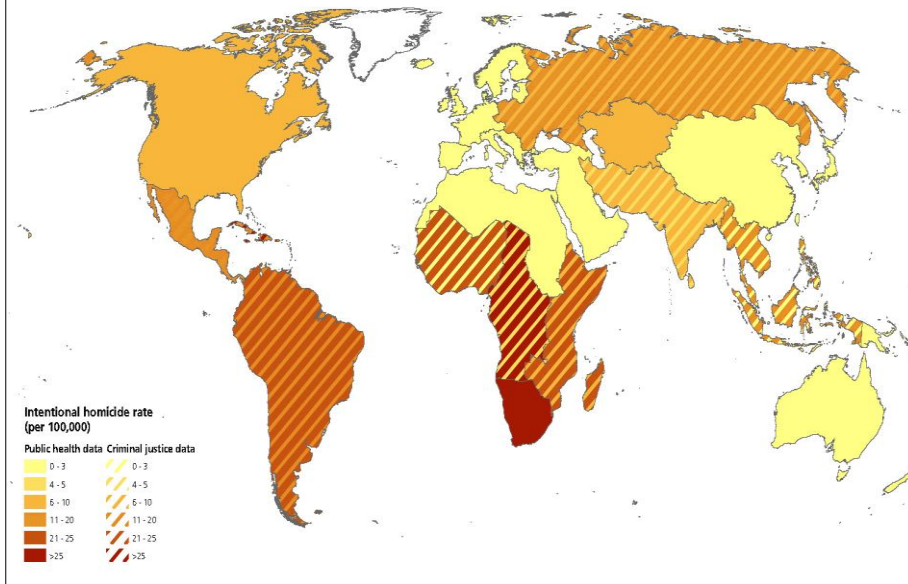 Intentional homicide rate
(per 100,000)
Public health data Criminal justice data
0 - 3 0 - 3
4 - 5 4 - 5
6 - 10 6 - 10
11 - 20 11 - 20
21 - 25 21 - 25
>25 >25